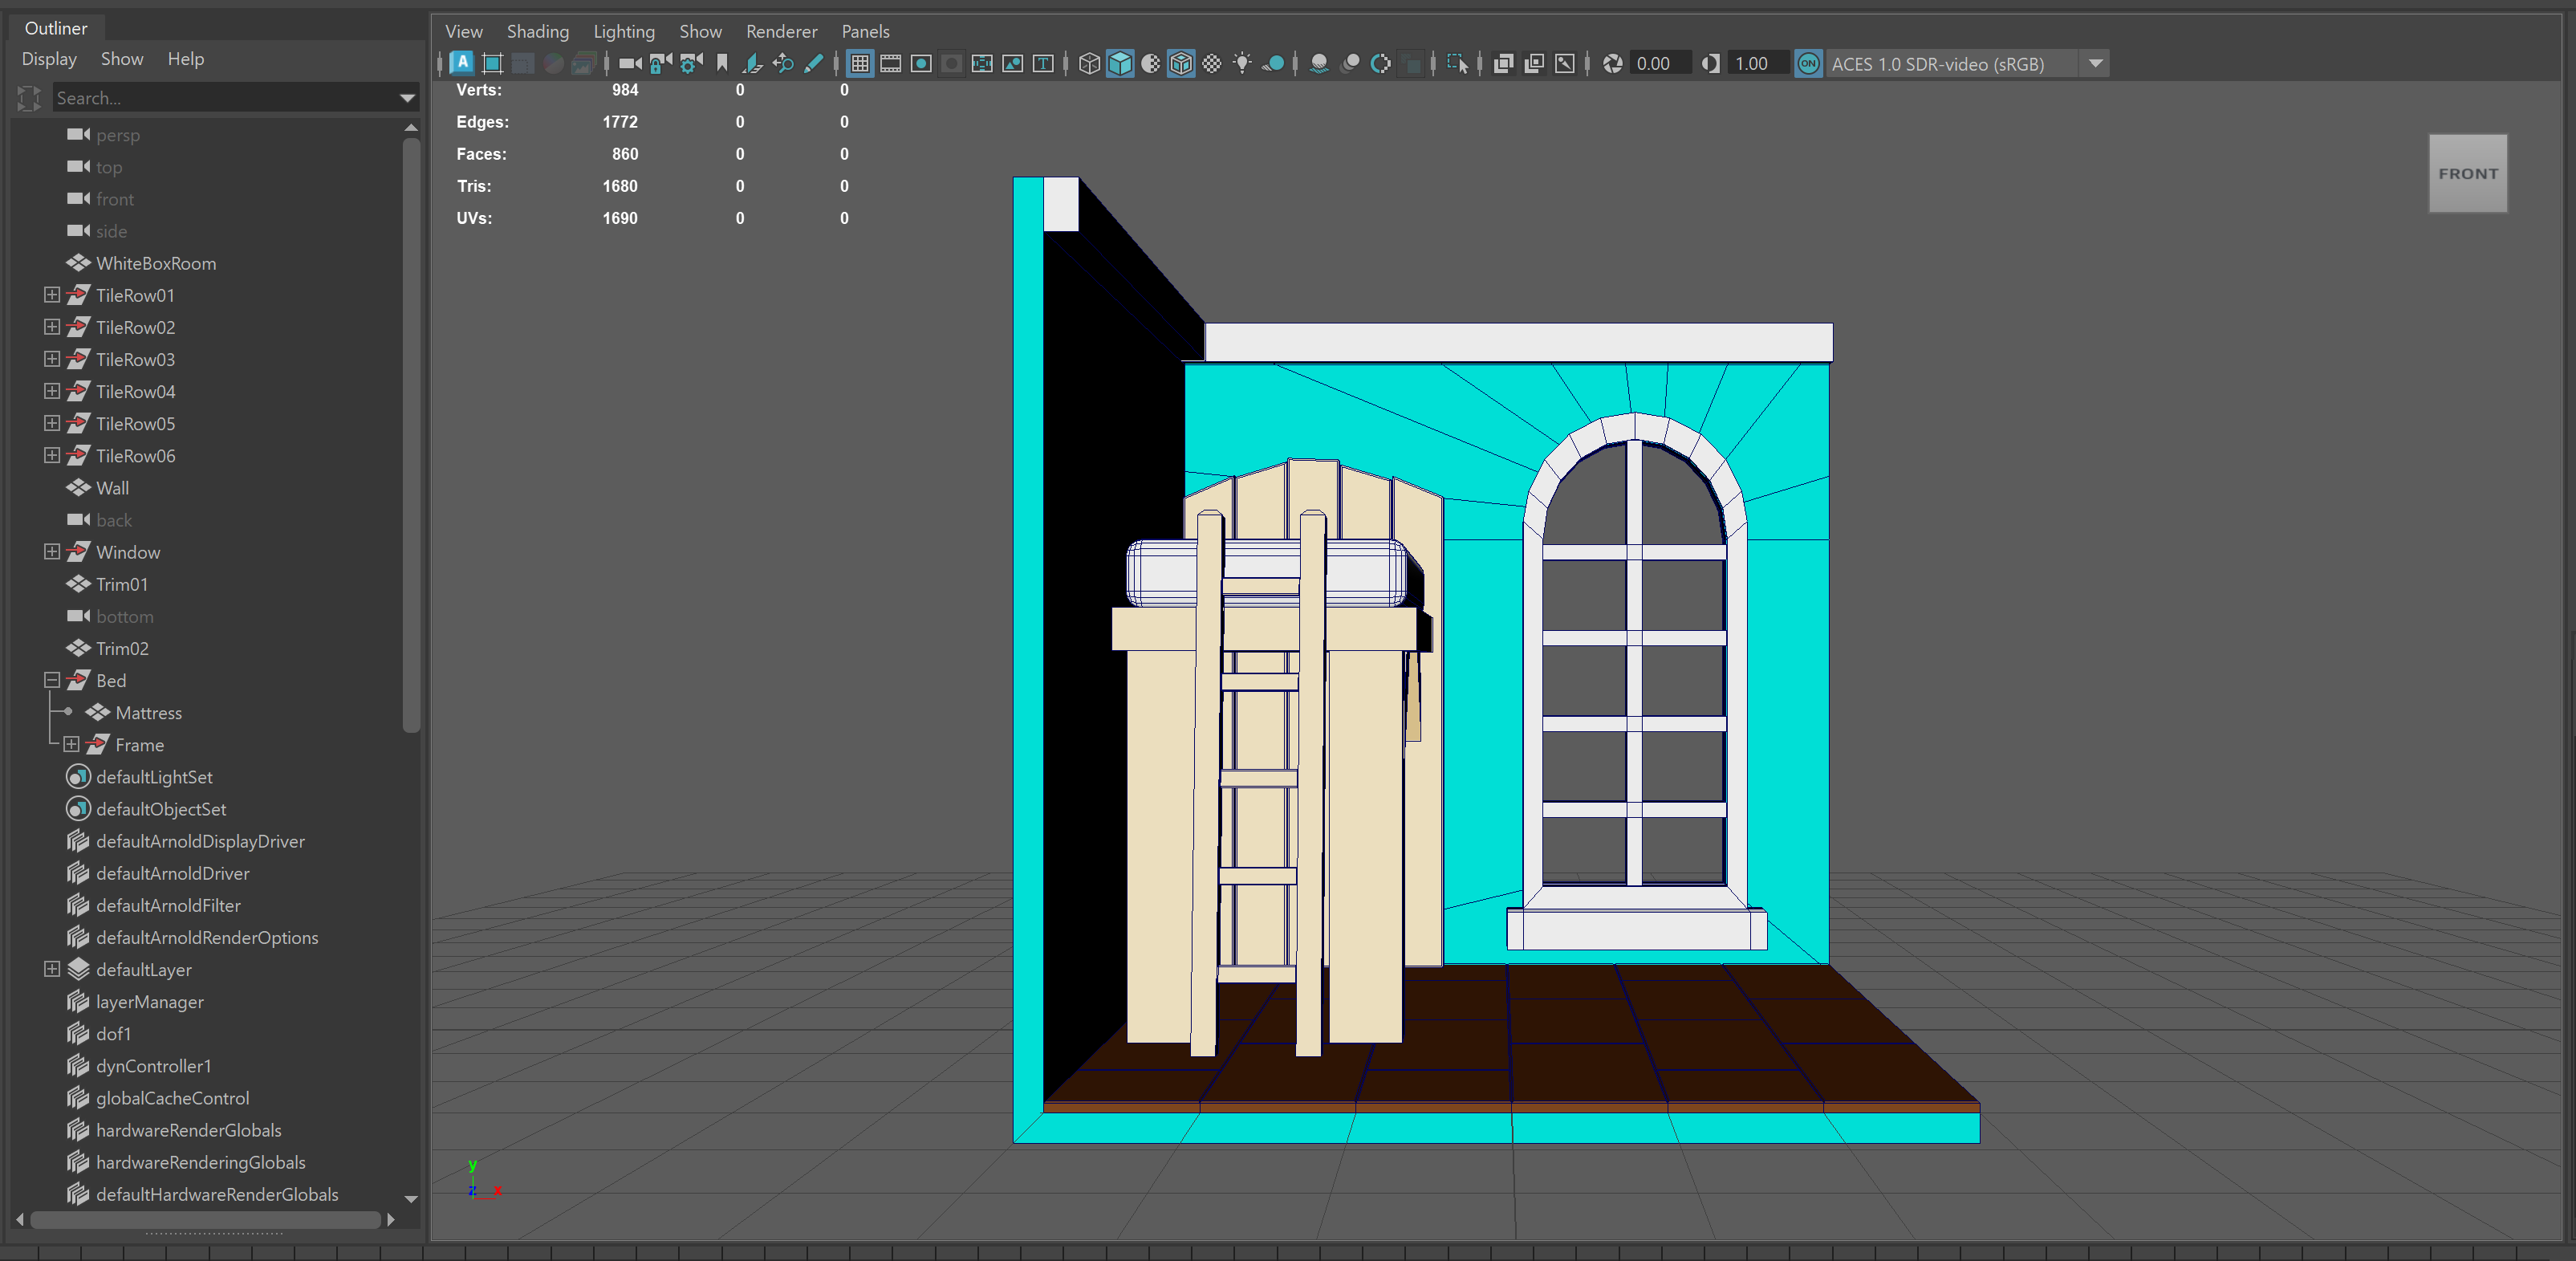 Outliner
Display Show Help
Search...
persp
top
front
side
WhiteBoxRoom
TileRow01
TileRow02
TileRow03
TileRow04
TileRow05
TileRow06
Wall
back
Window
Trim01
bottom
Trim02
Bed
Mattress
Frame
defaultLightSet
defaultObjectSet
defaultArnoldDisplayDriver
defaultArnoldDriver
defaultArnoldFilter
defaultArnoldRenderOptions
defaultLayer
layerManager
dof1
dynController1
globalCacheControl
hardwareRenderGlobals
hardwareRenderingGlobals
defaultHardwareRenderGlobals
View Shading Lighting Show Renderer Panels
A T 0.00 1.00 ON ACES 1.0 SDR-video (sRGB)
Verts: 984 0 0
Edges: 1772 0 0
Faces: 860 0 0
Tris: 1680 0 0
UVs: 1690 0 0
FRONT
y
z x